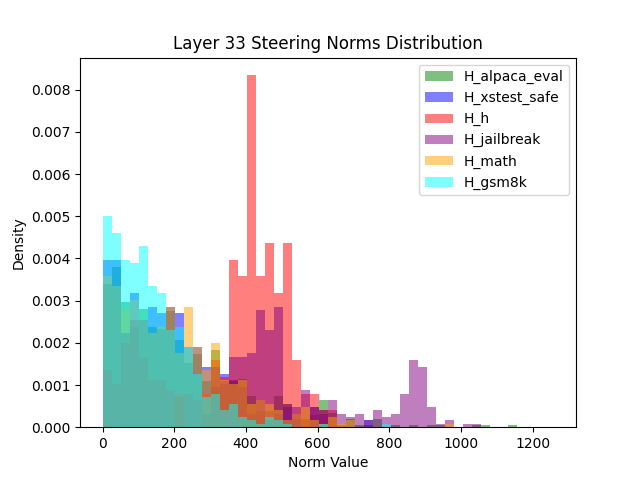 Layer 33 Steering Norms Distribution
H_alpaca_eval
H_xstest_safe
H_h
H_jailbreak
H_math
H_gsm8k
Density
0.008
0.007
0.006
0.005
0.004
0.003
0.002
0.001
0.000
0 200 400 600 800 1000 1200
Norm Value